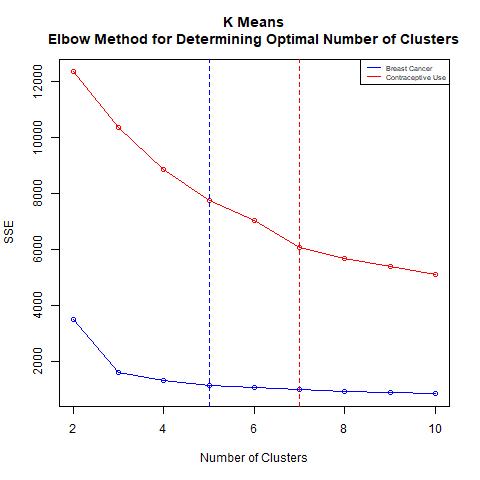 K Means
Elbow Method for Determining Optimal Number of Clusters
Breast Cancer
Contraceptive Use
12000
10000
8000
6000
4000
2000
SSE
2 4 6 8 10
Number of Clusters